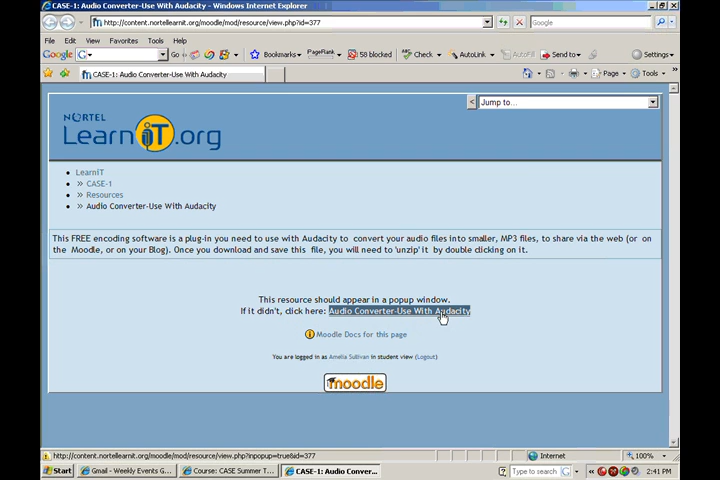 CASE-1: Audio Converter-Use With Audacity - Windows Internet Explorer
http://content.nortellearnit.org/moodle/mod/resource/view.php?id=377
Google
File Edit View Favorites Tools Help
Google G Go Bookmarks PageRank 58 blocked Check AutoLink AutoFill Send to Settings
CASE-1: Audio Converter-Use With Audacity Page Tools
< Jump to...
NORTEL
LearniT.org
LearnIT
» CASE-1
» Resources
» Audio Converter-Use With Audacity
This FREE encoding software is a plug-in you need to use with Audacity to convert your audio files into smaller, MP3 files, to share via the web (or on
the Moodle, or on your Blog). Once you download and save this file, you will need to 'unzip' it by double clicking on it.
This resource should appear in a popup window.
If it didn't, click here: Audio Converter-Use With Audacity
Moodle Docs for this page
You are logged in as Amelia Sullivan in student view (Logout)
moodle
http://content.nortellearnit.org/moodle/mod/resource/view.php?inpopup=true&id=377 Internet 100%
Start Gmail - Weekly Events G... Course: CASE Summer T... CASE-1: Audio Conver... Type to search Go 2:41 PM